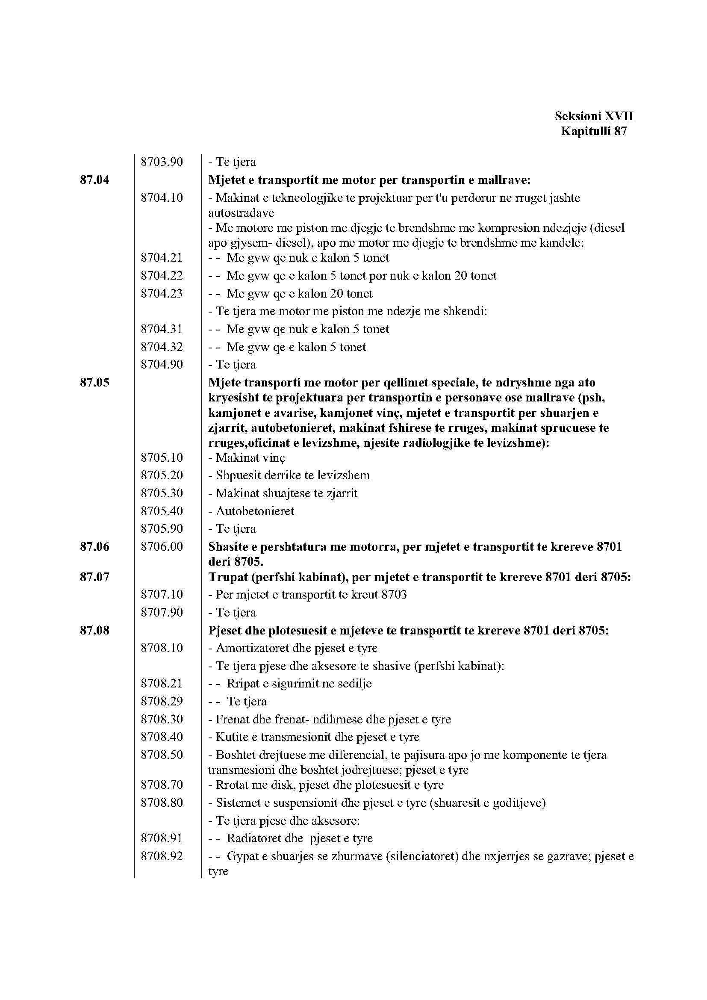 Seksioni XVII
Kapitulli 87
8703.90 - Te tjera
87.04 Mjetet e transportit me motor per transportin e mallrave:
8704.10 - Makinat e tekneologjike te projektuar per t'u perdorur ne rruget jashte
autostradave
- Me motore me piston me djegje te brendshme me kompresion ndezjeje (diesel
apo gjysem- diesel), apo me motor me djegje te brendshme me kandele:
8704.21 - - Me gvw qe nuk e kalon 5 tonet
8704.22 - - Me gvw qe e kalon 5 tonet por nuk e kalon 20 tonet
8704.23 - - Me gvw qe e kalon 20 tonet
- Te tjera me motor me piston me ndezje me shkendi:
8704.31 - - Me gvw qe nuk e kalon 5 tonet
8704.32 - - Me gvw qe e kalon 5 tonet
8704.90 - Te tjera
87.05 Mjete transporti me motor per qellimet speciale, te ndryshme nga ato
kryesisht te projektuara per transportin e personave ose mallrave (psh,
kamjonet e avarise, kamjonet vinç, mjetet e transportit per shuarjen e
zjarrit, autobetonieret, makinat fshirese te rruges, makinat sprucuese te
rruges,oficinat e levizshme, njesite radiologjike te levizshme):
8705.10 - Makinat vinç
8705.20 - Shpuesit derrike te levizshem
8705.30 - Makinat shuajtese te zjarrit
8705.40 - Autobetonieret
8705.90 - Te tjera
87.06 8706.00 Shasite e pershtatura me motorra, per mjetet e transportit te krereve 8701
deri 8705.
87.07 Trupat (perfshi kabinat), per mjetet e transportit te krereve 8701 deri 8705:
8707.10 - Per mjetet e transportit te kreut 8703
8707.90 - Te tjera
87.08 Pjeset dhe plotesuesit e mjeteve te transportit te krereve 8701 deri 8705:
8708.10 - Amortizatoret dhe pjeset e tyre
- Te tjera pjese dhe aksesore te shasive (perfshi kabinat):
8708.21 - - Rripat e sigurimit ne sedilje
8708.29 - - Te tjera
8708.30 - Frenat dhe frenat- ndihmese dhe pjeset e tyre
8708.40 - Kutite e transmesionit dhe pjeset e tyre
8708.50 - Boshtet drejtuese me diferencial, te pajisura apo jo me komponente te tjera
transmesioni dhe boshtet jodrejtuese; pjeset e tyre
8708.70 - Rrotat me disk, pjeset dhe plotesuesit e tyre
8708.80 - Sistemet e suspensionit dhe pjeset e tyre (shuaresit e goditjeve)
- Te tjera pjese dhe aksesore:
8708.91 - - Radiatoret dhe pjeset e tyre
8708.92 - - Gypat e shuarjes se zhurmave (silenciatoret) dhe nxjerrjes se gazrave; pjeset e
tyre